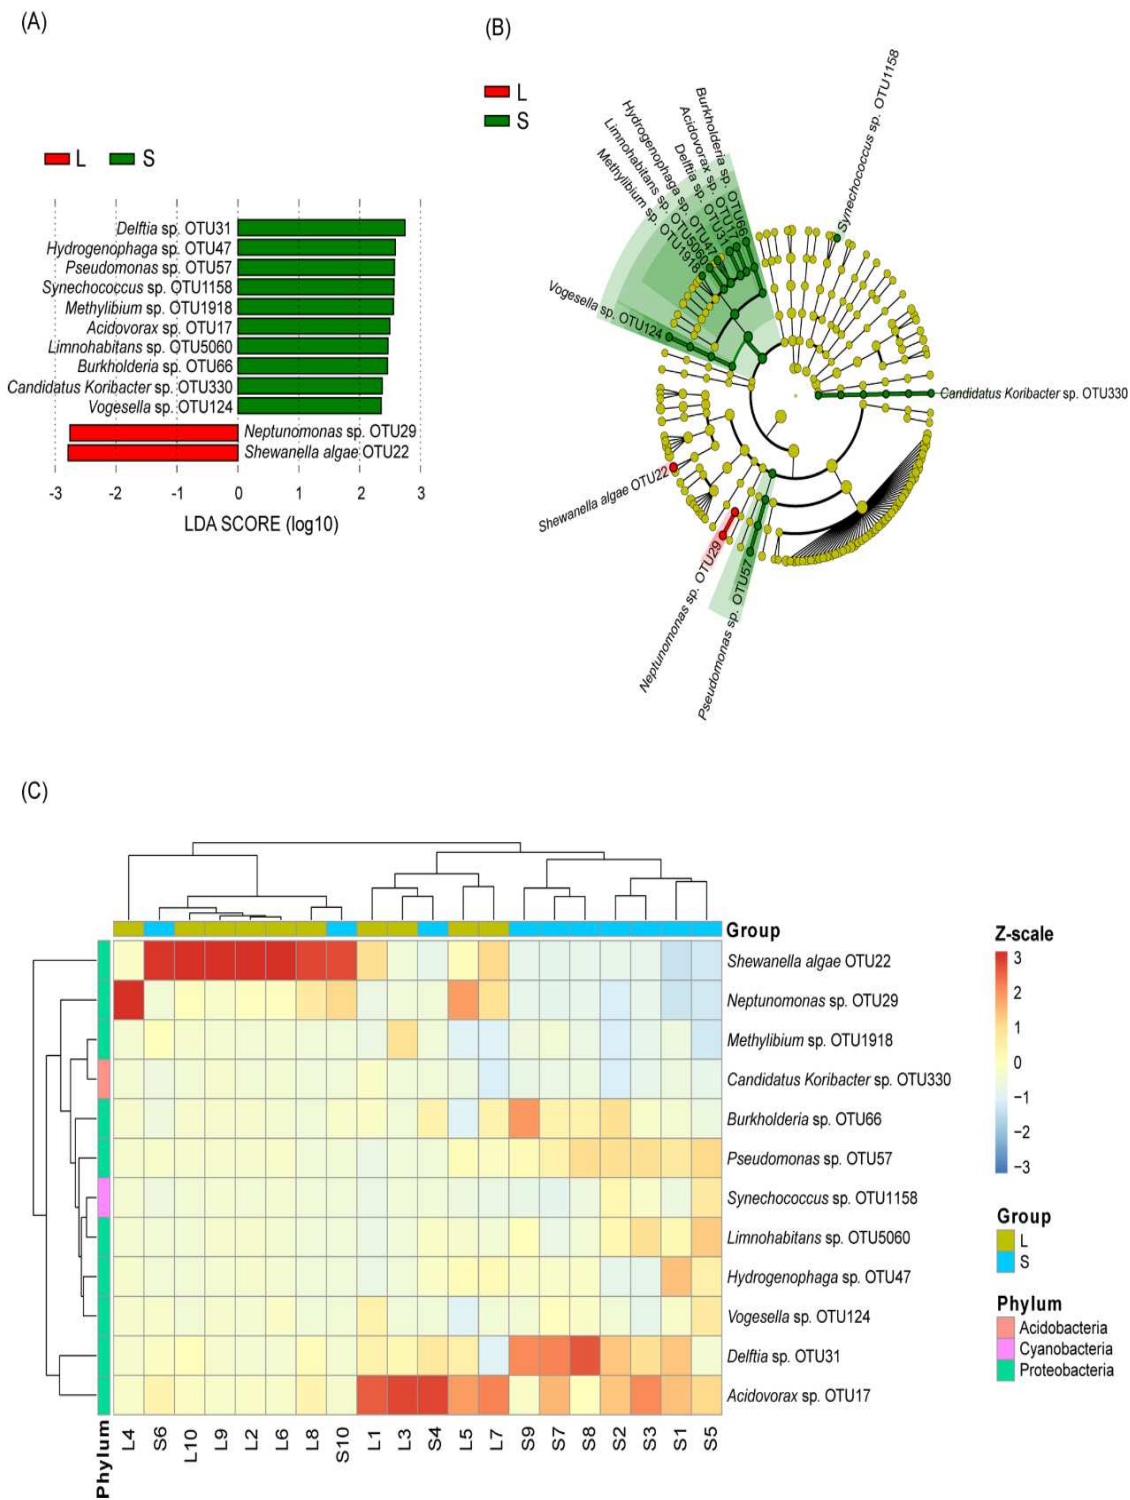 (A)
L S
Delftia sp. OTU31
Hydrogenophaga sp. OTU47
Pseudomonas sp. OTU57
Synechococcus sp. OTU1158
Methylibium sp. OTU1918
Acidovorax sp. OTU17
Limnohabitans sp. OTU5060
Burkholderia sp. OTU66
Candidatus Koribacter sp. OTU330
Vogesella sp. OTU124
Neptunomonas sp. OTU29
Shewanella algae OTU22
-3 -2 -1 0 1 2 3
LDA SCORE (log10)
(B)
L
S
Synechococcus sp. OTU1158
Burkholderia sp. OTU66
Acidovorax sp. OTU17
Delftia sp. OTU31
Hydrogenophaga sp. OTU47
Limnohabitans sp. OTU5060
Methylibium sp. OTU1918
Vogesella sp. OTU124
Candidatus Koribacter sp. OTU330
Shewanella algae OTU22
Neptunomonas sp. OTU29
Pseudomonas sp. OTU57
(C)
Group
Shewanella algae OTU22
Neptunomonas sp. OTU29
Methylibium sp. OTU1918
Candidatus Koribacter sp. OTU330
Burkholderia sp. OTU66
Pseudomonas sp. OTU57
Synechococcus sp. OTU1158
Limnohabitans sp. OTU5060
Hydrogenophaga sp. OTU47
Vogesella sp. OTU124
Delftia sp. OTU31
Acidovorax sp. OTU17
Phylum
L4 S6 L10 L9 L2 L6 L8 S10 L1 L3 S4 L5 L7 S9 S7 S8 S2 S3 S1 S5
Z-scale
3
2
1
0
−1
−2
−3
Group
L
S
Phylum
Acidobacteria
Cyanobacteria
Proteobacteria